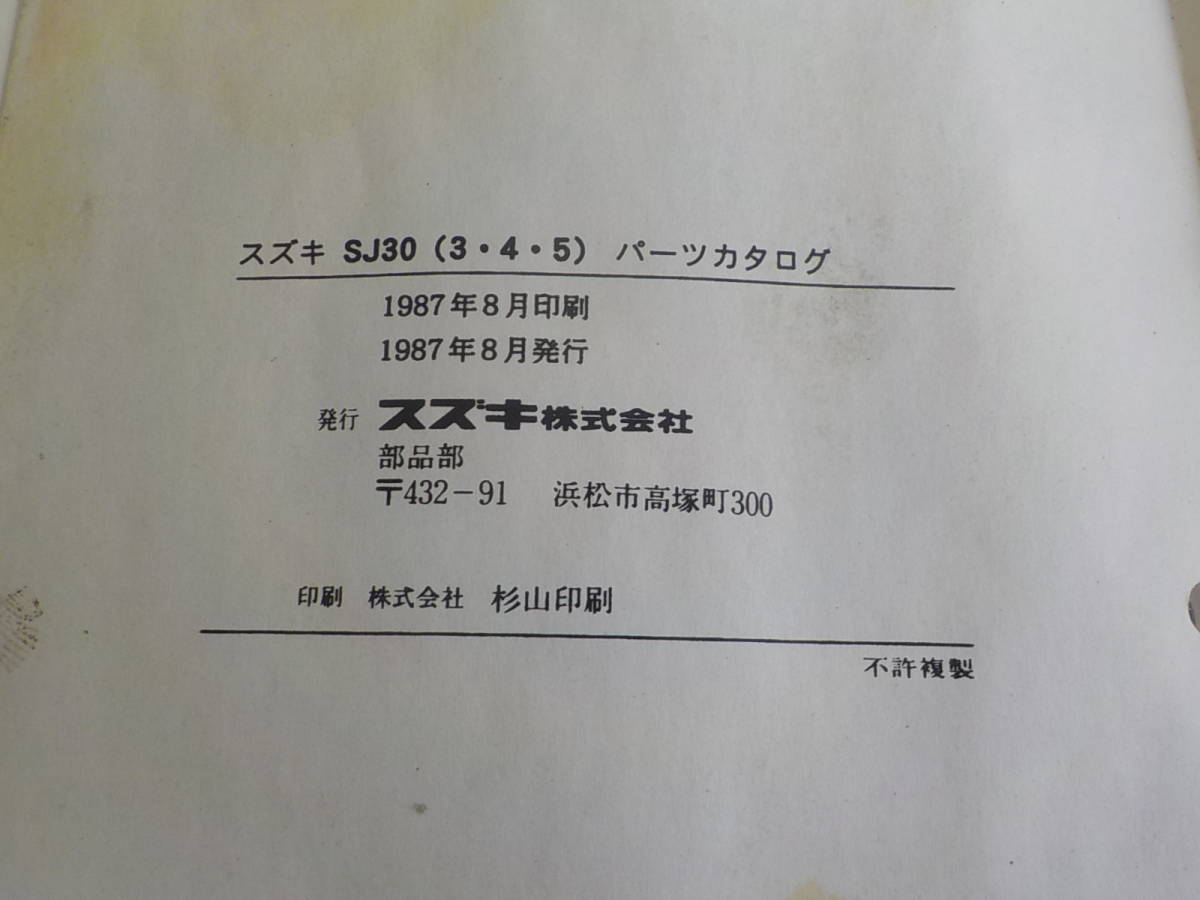 スズキ SJ30(3・4・5) パーツカタログ
1987年8月印刷
1987年8月発行
発行 スズキ株式会社
部品部
〒432-91 浜松市高塚町300
印刷 株式会社 杉山印刷
不許複製